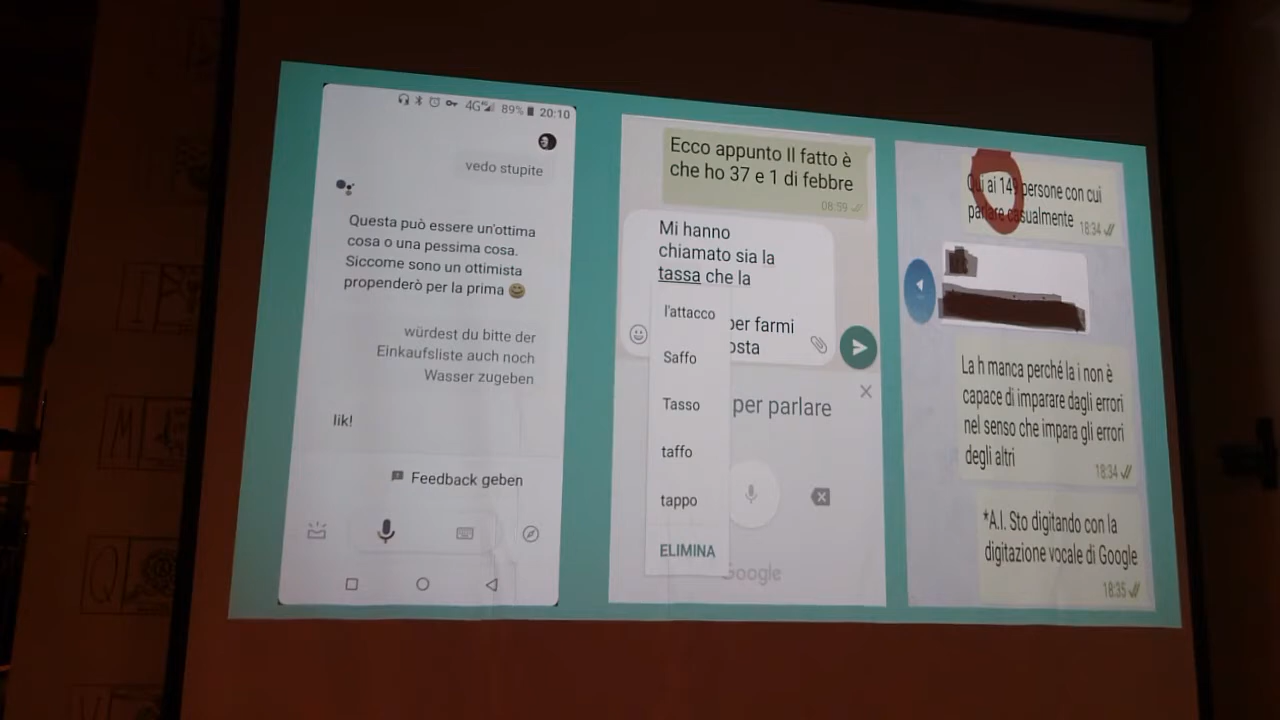 4G 89% 20:10
vedo stupite
Questa può essere un'ottima
cosa o una pessima cosa.
Siccome sono un ottimista
propenderò per la prima
würdest du bitte der
Einkaufsliste auch noch
Wasser zugeben
lik!
Feedback geben
Ecco appunto Il fatto è
che ho 37 e 1 di febbre
08:59
Mi hanno
chiamato sia la
tassa che la
per farmi
osta
l'attacco
Saffo
Tasso
taffo
tappo
ELIMINA
per parlare
Google
Qui ai 149 persone con cui
parlare casualmente 18:34
La h manca perché la i non è
capace di imparare dagli errori
nel senso che impara gli errori
degli altri
18:34
*A.I. Sto digitando con la
digitazione vocale di Google
18:35
M
Q